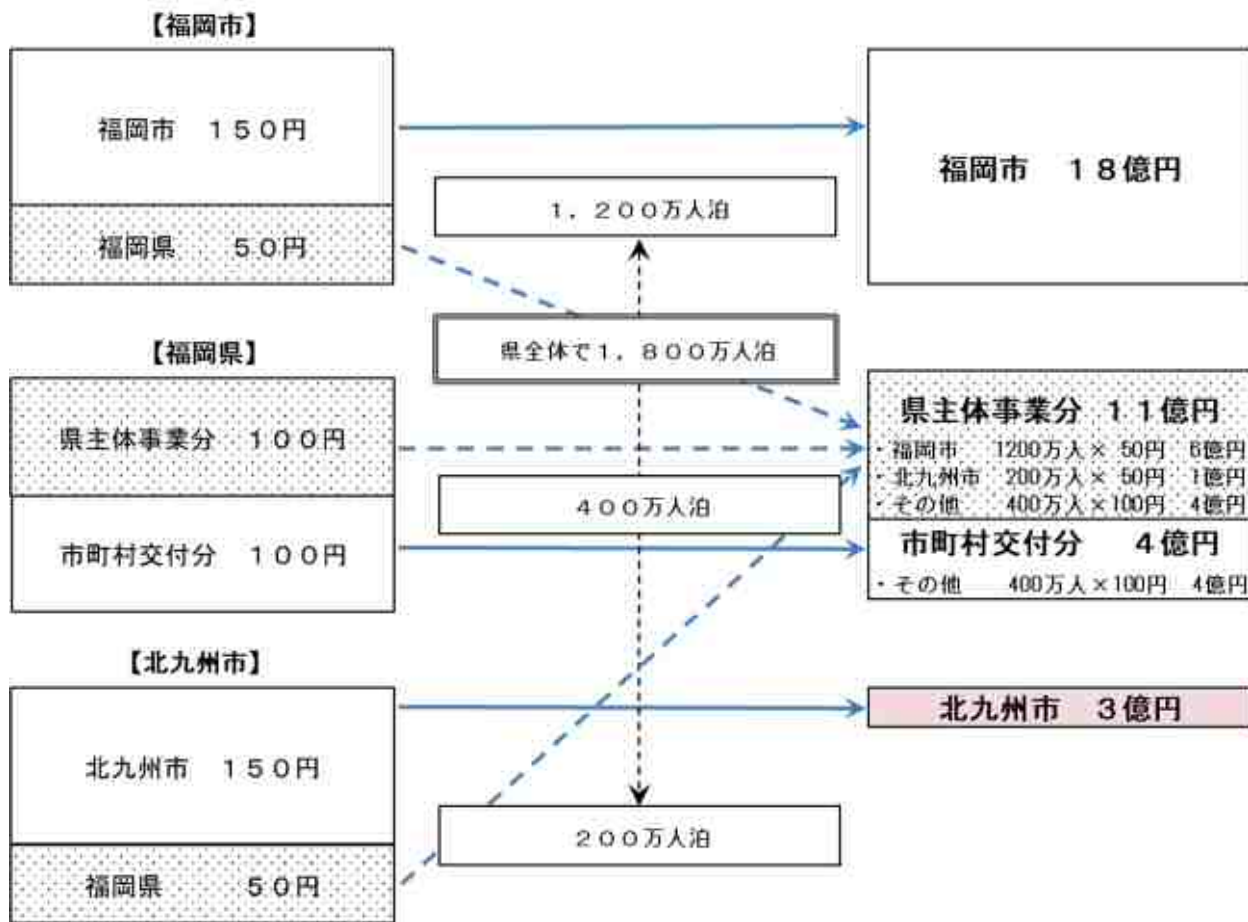 【福岡市】
福岡市　１５０円
福岡県　　５０円
１，２００万人泊
福岡市　１８億円
県全体で１，８００万人泊
【福岡県】
県主体事業分　１００円
市町村交付分　１００円
４００万人泊
県主体事業分　１１億円
・福岡市　1200万人× 50円　6億円
・北九州市　200万人× 50円　1億円
・その他　400万人×100円　4億円
市町村交付分　４億円
・その他　400万人×100円　4億円
【北九州市】
北九州市　１５０円
福岡県　　５０円
２００万人泊
北九州市　３億円